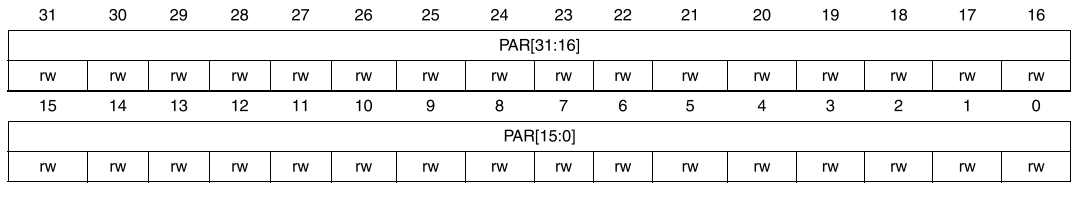 31 30 29 28 27 26 25 24 23 22 21 20 19 18 17 16
PAR[31:16]
rw rw rw rw rw rw rw rw rw rw rw rw rw rw rw rw
15 14 13 12 11 10 9 8 7 6 5 4 3 2 1 0
PAR[15:0]
rw rw rw rw rw rw rw rw rw rw rw rw rw rw rw rw